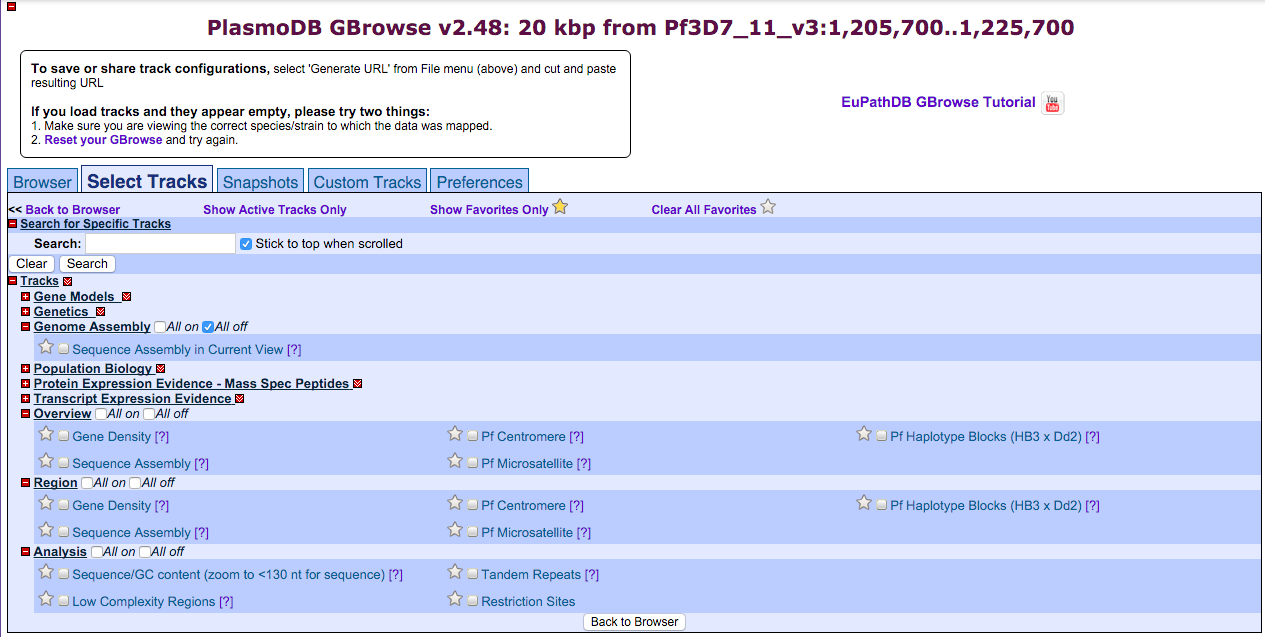 PlasmoDB GBrowse v2.48: 20 kbp from Pf3D7_11_v3:1,205,700..1,225,700
To save or share track configurations, select 'Generate URL' from File menu (above) and cut and paste
resulting URL
If you load tracks and they appear empty, please try two things:
1. Make sure you are viewing the correct species/strain to which the data was mapped.
2. Reset your GBrowse and try again.
EuPathDB GBrowse Tutorial You Tube
Browser Select Tracks Snapshots Custom Tracks Preferences
<< Back to Browser Show Active Tracks Only Show Favorites Only Clear All Favorites
Search for Specific Tracks
Search: Stick to top when scrolled
Clear Search
Tracks
Gene Models
Genetics
Genome Assembly All on All off
Sequence Assembly in Current View [?]
Population Biology
Protein Expression Evidence - Mass Spec Peptides
Transcript Expression Evidence
Overview All on All off
Gene Density [?] Pf Centromere [?] Pf Haplotype Blocks (HB3 x Dd2) [?]
Sequence Assembly [?] Pf Microsatellite [?]
Region All on All off
Gene Density [?] Pf Centromere [?] Pf Haplotype Blocks (HB3 x Dd2) [?]
Sequence Assembly [?] Pf Microsatellite [?]
Analysis All on All off
Sequence/GC content (zoom to <130 nt for sequence) [?] Tandem Repeats [?]
Low Complexity Regions [?] Restriction Sites
Back to Browser